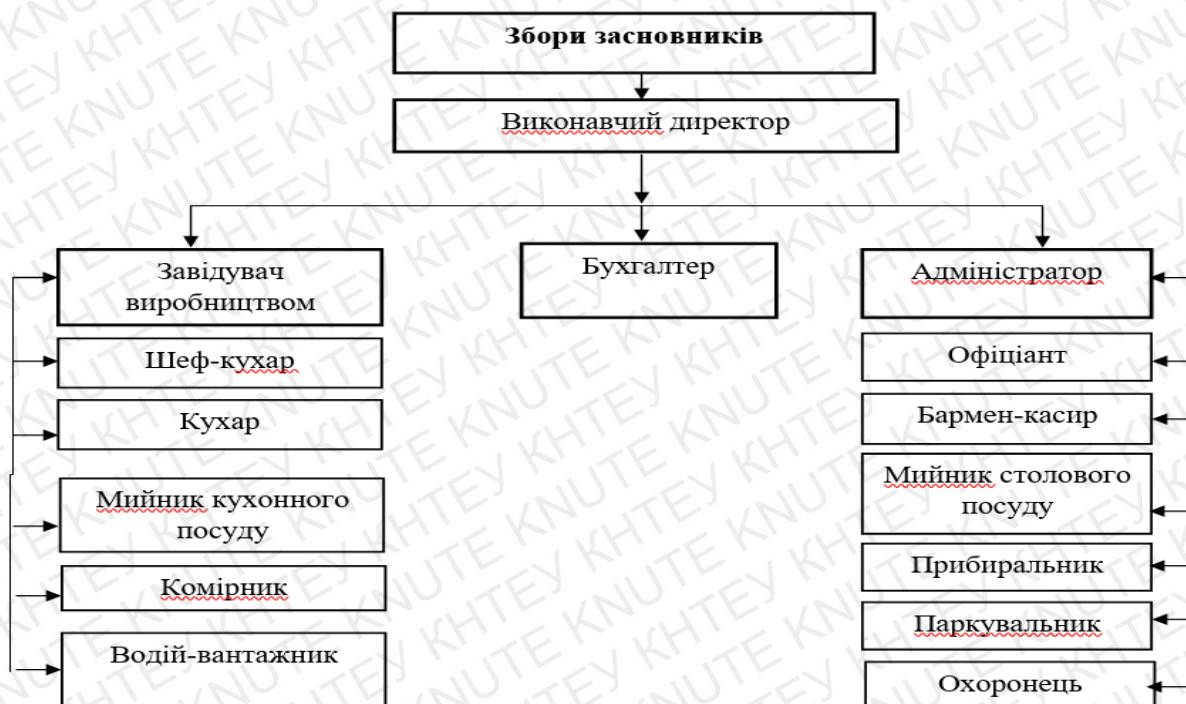 Збори засновників
Виконавчий директор
Завідувач
виробництвом
Бухгалтер
Адміністратор
Шеф-кухар
Офіціант
Кухар
Бармен-касир
Мийник кухонного
посуду
Мийник столового
посуду
Комірник
Прибиральник
Паркувальник
Водій-вантажник
Охоронець